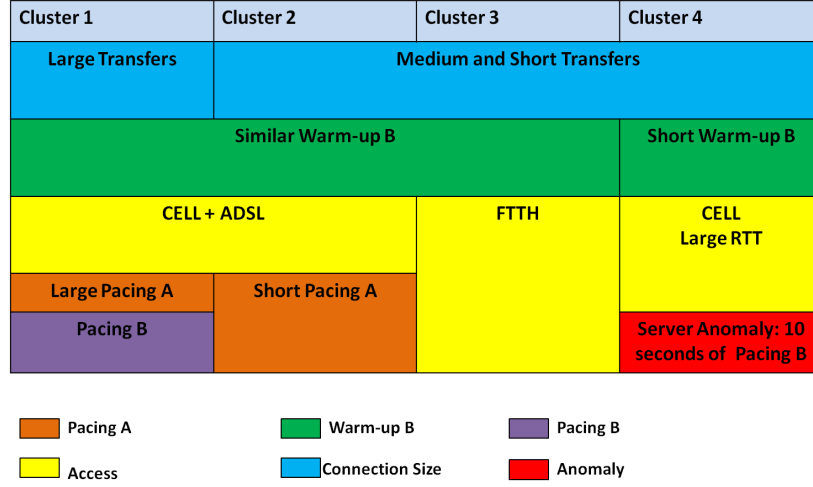 Cluster 1
Cluster 2
Cluster 3
Cluster 4
Large Transfers
Medium and Short Transfers
Similar Warm-up B
Short Warm-up B
CELL + ADSL
FTTH
CELL
Large RTT
Large Pacing A
Short Pacing A
Pacing B
Server Anomaly: 10
seconds of Pacing B
Pacing A
Warm-up B
Pacing B
Access
Connection Size
Anomaly